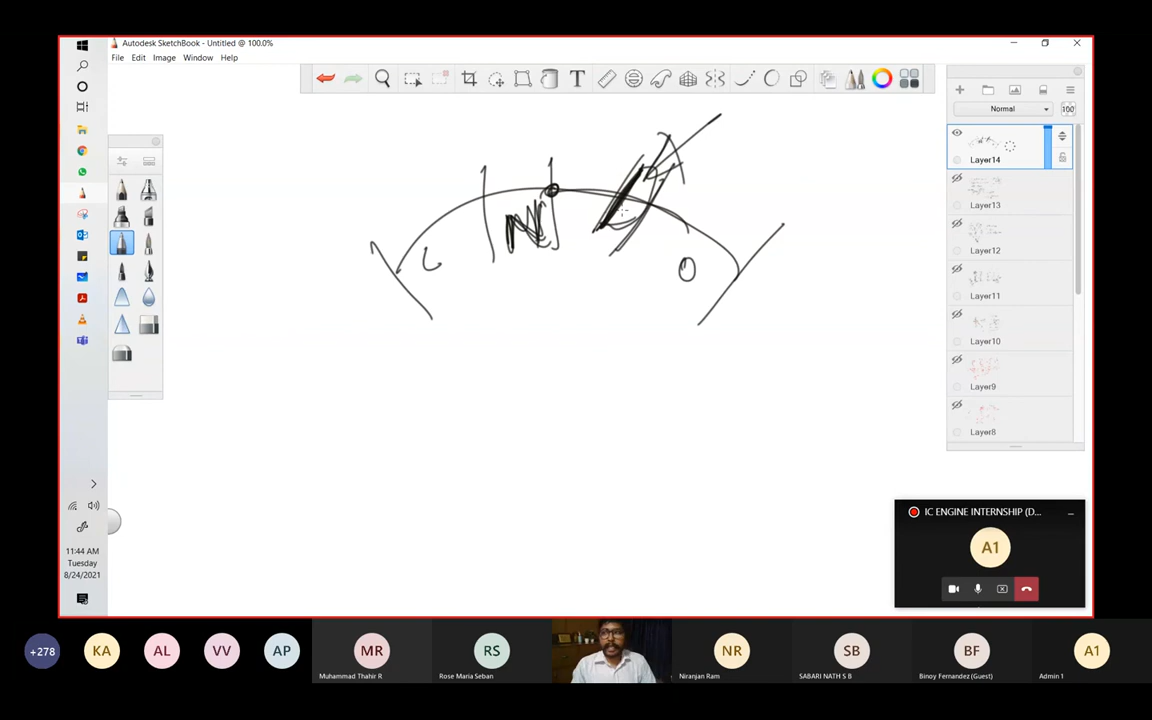 Autodesk SketchBook - Untitled @ 100.0%
File Edit Image Window Help
T
Normal
100
Layer14
Layer13
Layer12
Layer11
Layer10
Layer9
Layer8
C
N
O
11:44 AM
Tuesday
8/24/2021
IC ENGINE INTERNSHIP (D...
A1
+278
KA
AL
VV
AP
MR
Muhammad Thahir R
RS
Rose Maria Seban
NR
Niranjan Ram
SB
SABARI NATH S B
BF
Binoy Fernandez (Guest)
A1
Admin 1